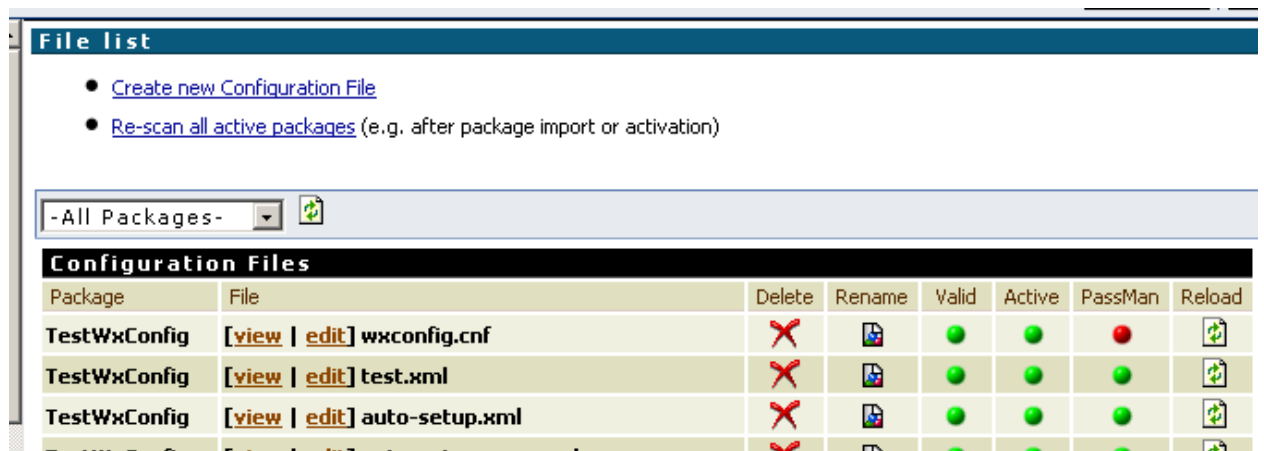 File list
Create new Configuration File
Re-scan all active packages (e.g. after package import or activation)
-All Packages-
Configuration Files
Package File Delete Rename Valid Active PassMan Reload
TestWxConfig [view | edit] wxconfig.cnf
TestWxConfig [view | edit] test.xml
TestWxConfig [view | edit] auto-setup.xml